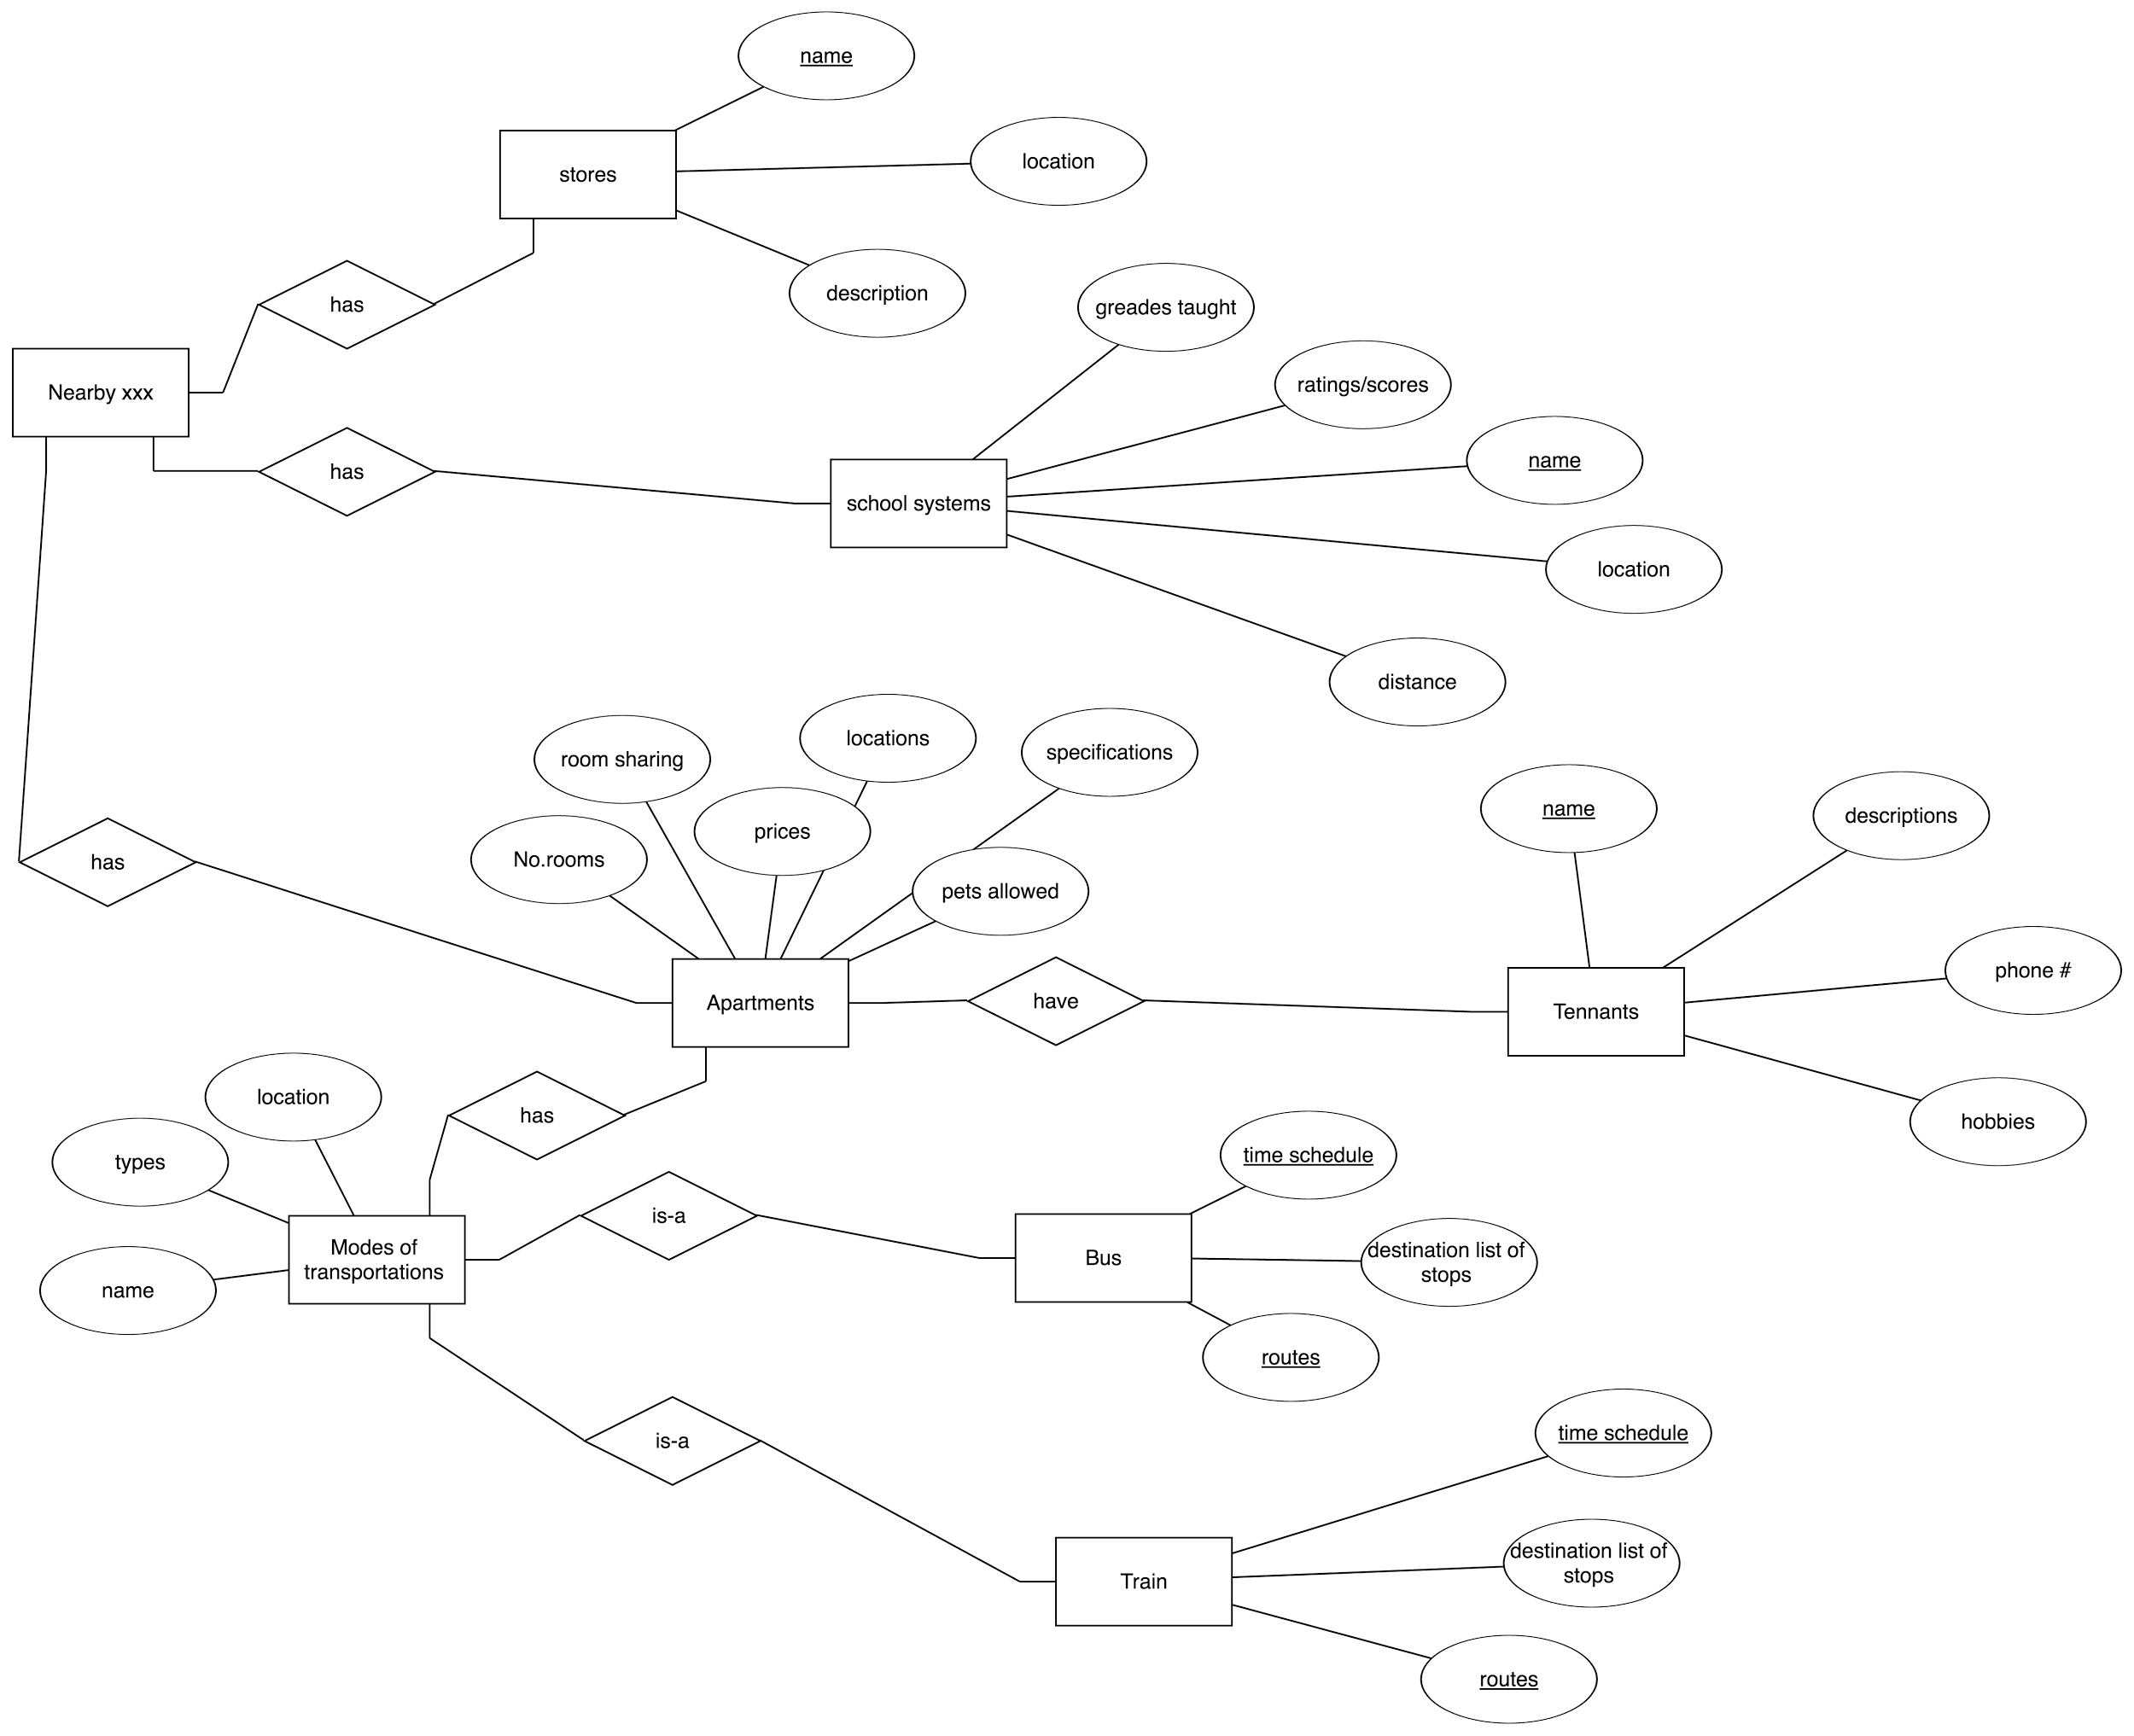 name
location
stores
description
has
greades taught
ratings/scores
Nearby xxx
name
has
school systems
location
distance
locations
specifications
room sharing
name
descriptions
prices
No.rooms
has
pets allowed
phone #
Apartments
have
Tennants
location
has
hobbies
types
time schedule
is-a
Modes of
transportations
Bus
destination list of
stops
name
routes
is-a
time schedule
destination list of
stops
Train
routes